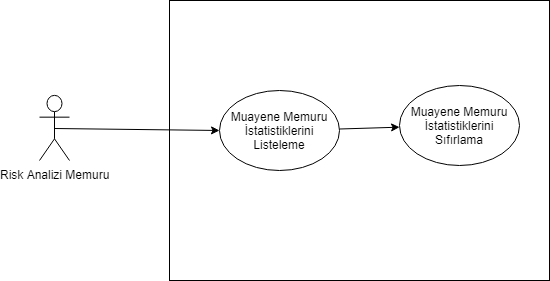 Muayene Memuru
İstatistiklerini
Listeleme
Muayene Memuru
İstatistiklerini
Sıfırlama
Risk Analizi Memuru